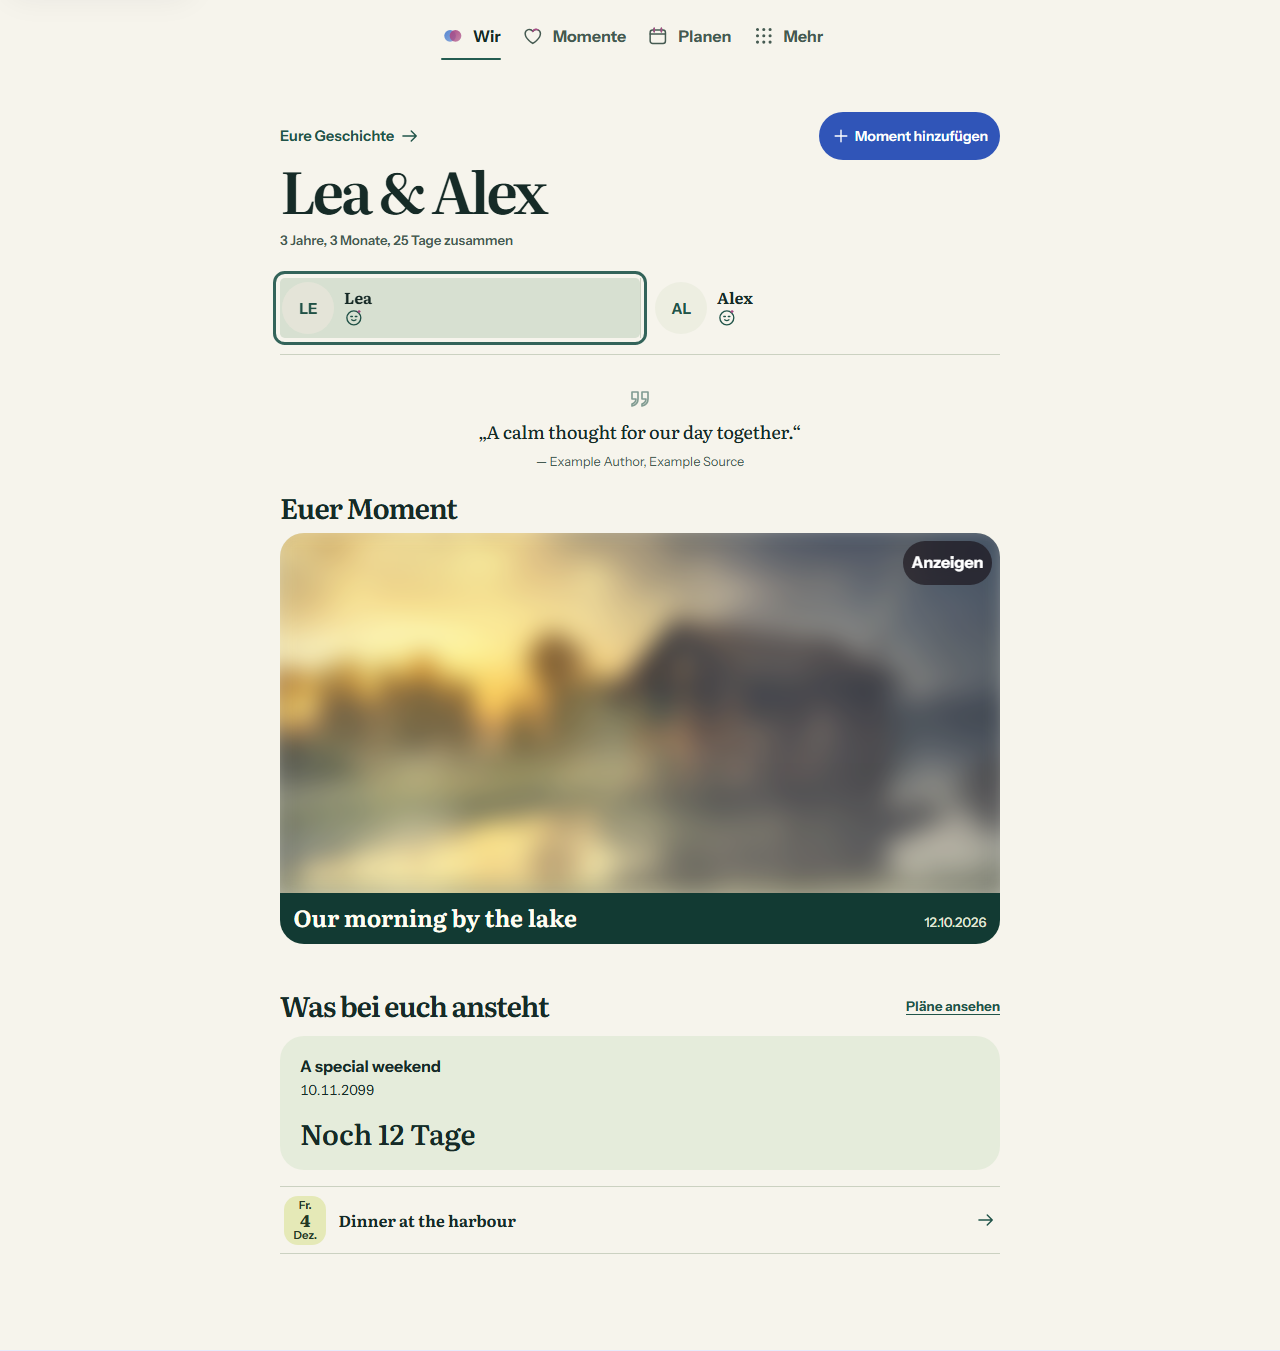 Wir Momente Planen Mehr
Eure Geschichte
Moment hinzufügen
Lea & Alex
3 Jahre, 3 Monate, 25 Tage zusammen
LE
Lea
AL
Alex
„A calm thought for our day together.“
— Example Author, Example Source
Euer Moment
Anzeigen
Our morning by the lake
12.10.2026
Was bei euch ansteht
Pläne ansehen
A special weekend
10.11.2099
Noch 12 Tage
Fr.
4
Dez.
Dinner at the harbour